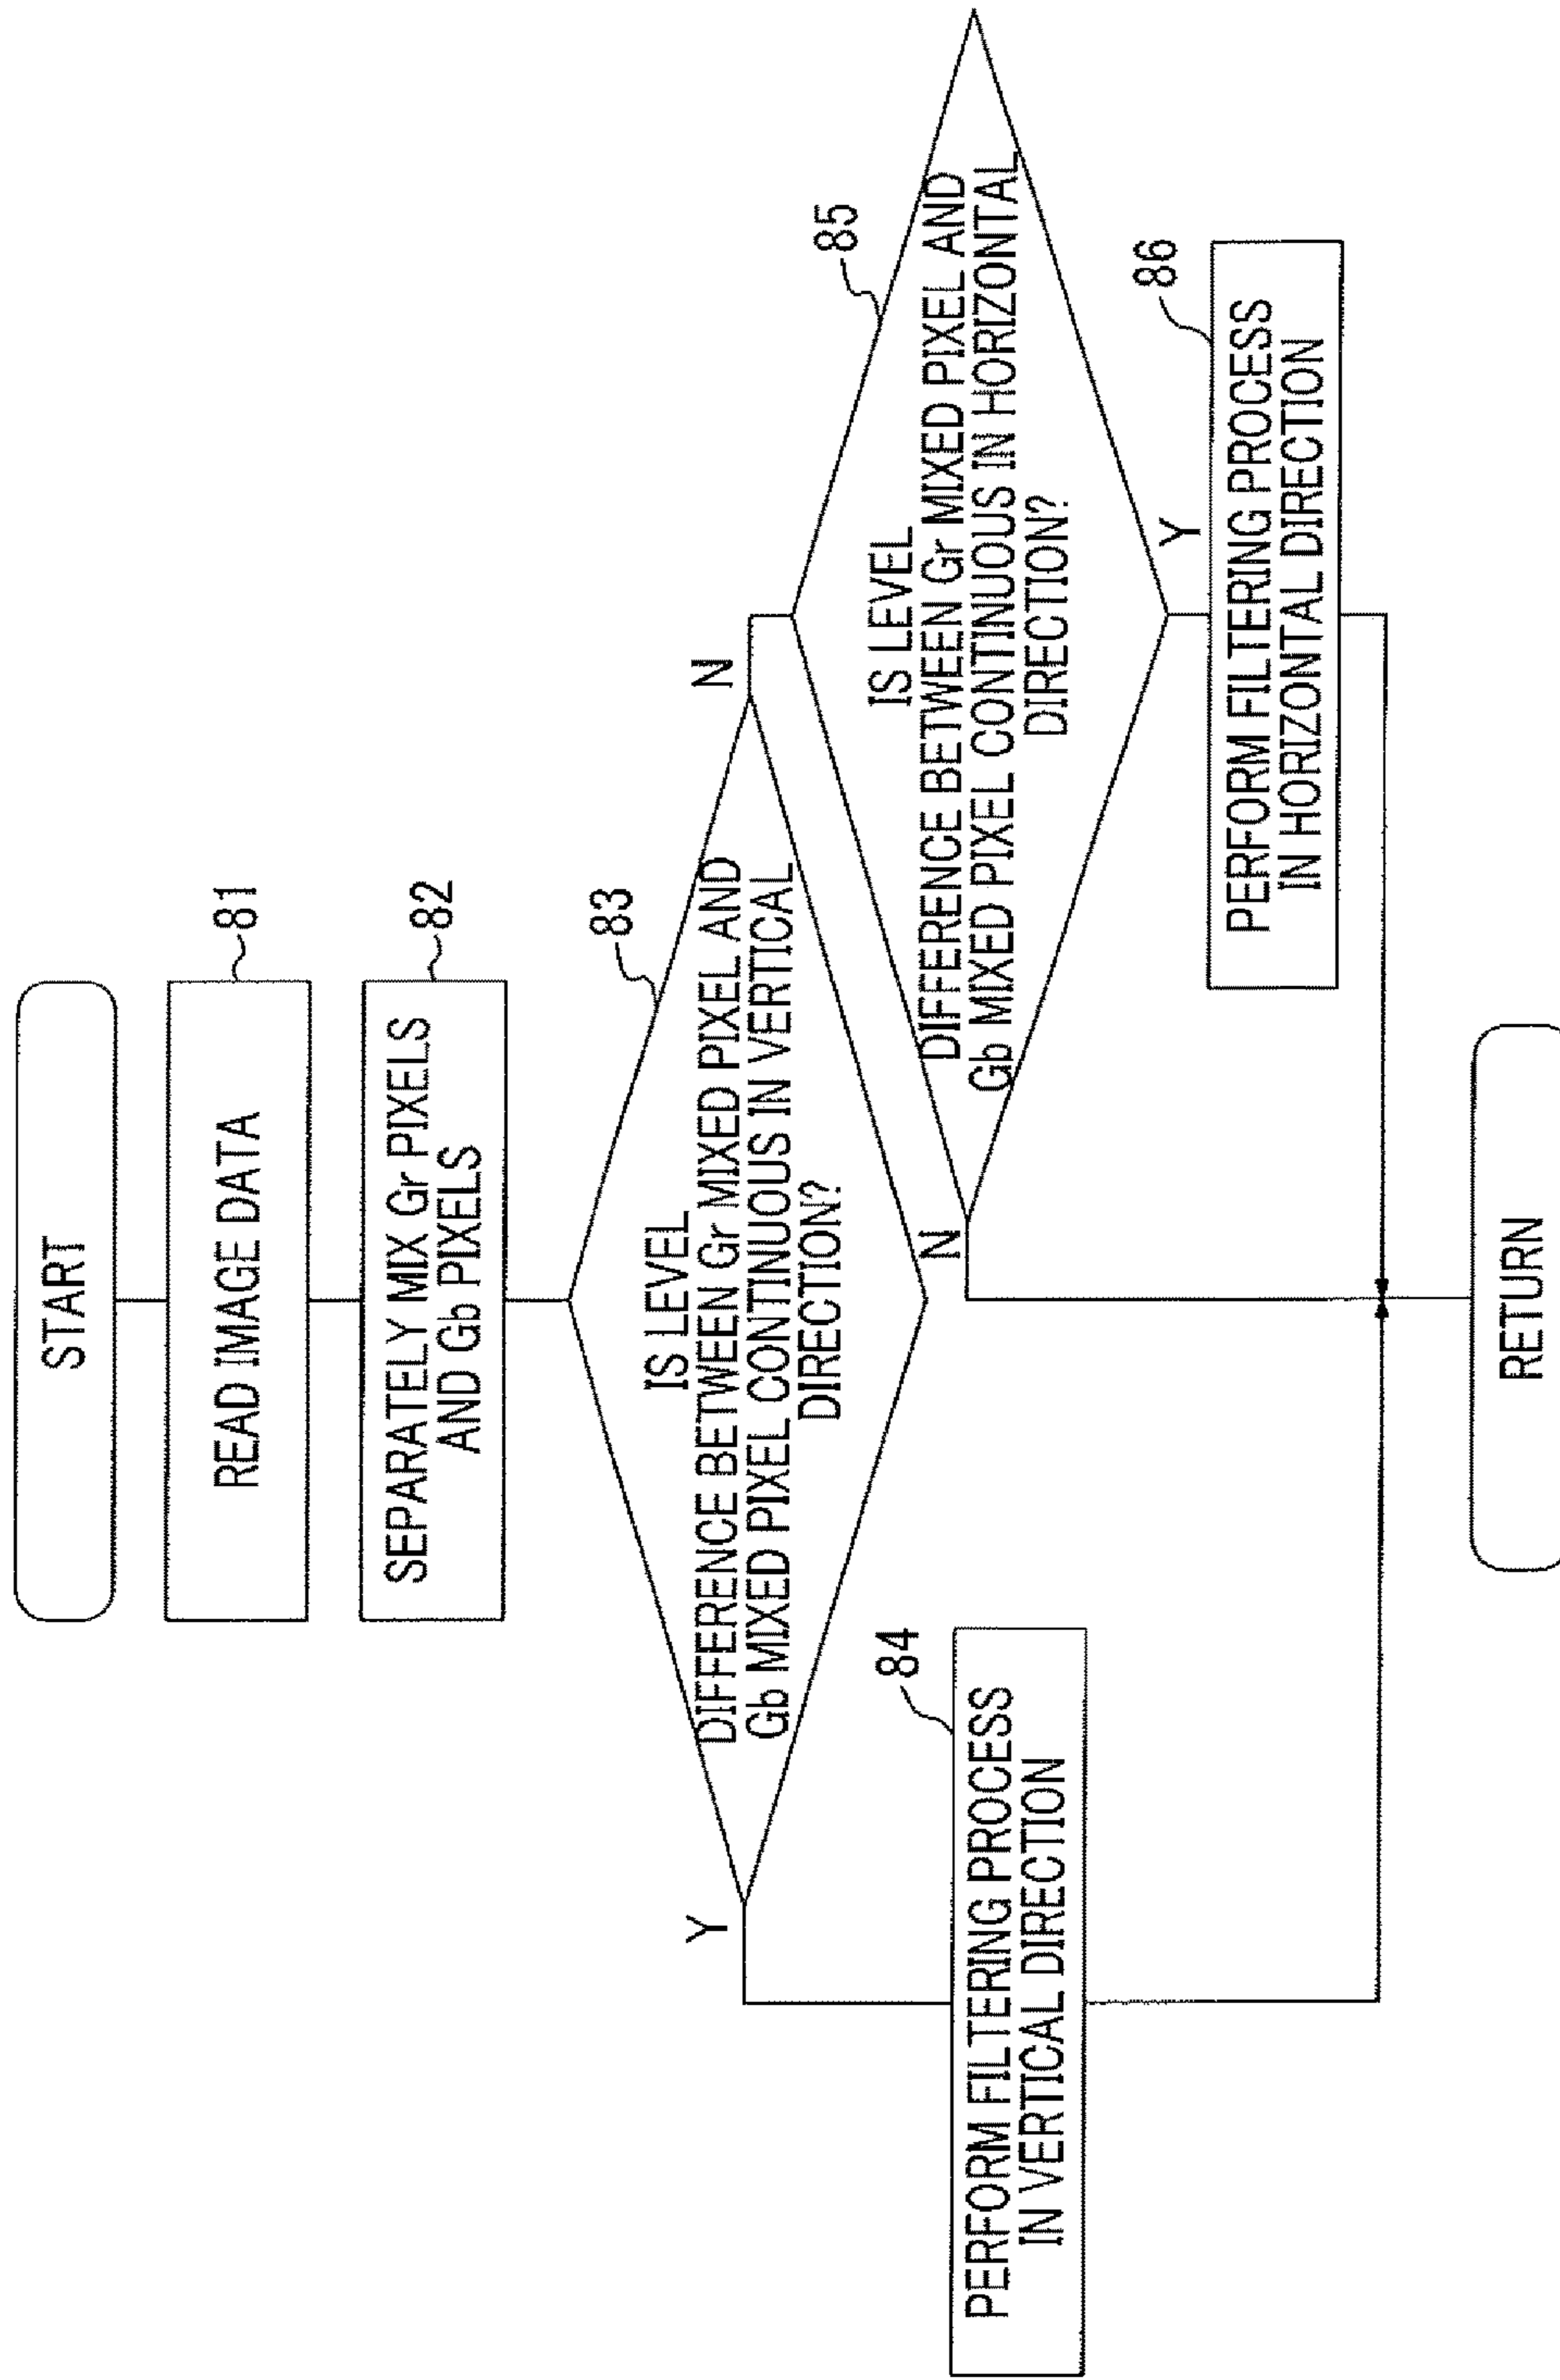 START
READ IMAGE DATA
81
SEPARATELY MIX Gr PIXELS
AND Gb PIXELS
82
83
IS LEVEL
DIFFERENCE BETWEEN Gr MIXED PIXEL AND
Gb MIXED PIXEL CONTINUOUS IN VERTICAL
DIRECTION?
Y
N
84
PERFORM FILTERING PROCESS
IN VERTICAL DIRECTION
85
IS LEVEL
DIFFERENCE BETWEEN Gr MIXED PIXEL AND
Gb MIXED PIXEL CONTINUOUS IN HORIZONTAL
DIRECTION?
N
Y
86
PERFORM FILTERING PROCESS
IN HORIZONTAL DIRECTION
RETURN